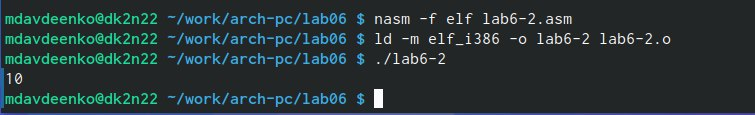 mdavdeenko@dk2n22 ~/work/arch-pc/lab06 $ nasm -f elf lab6-2.asm
mdavdeenko@dk2n22 ~/work/arch-pc/lab06 $ ld -m elf_i386 -o lab6-2 lab6-2.o
mdavdeenko@dk2n22 ~/work/arch-pc/lab06 $ ./lab6-2
10
mdavdeenko@dk2n22 ~/work/arch-pc/lab06 $